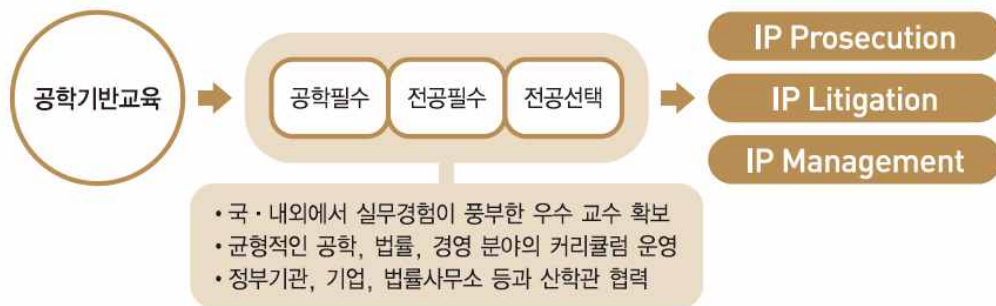 공학기반교육
공학필수
전공필수
전공선택
IP Prosecution
IP Litigation
IP Management
• 국·내외에서 실무경험이 풍부한 우수 교수 확보
• 균형적인 공학, 법률, 경영 분야의 커리큘럼 운영
• 정부기관, 기업, 법률사무소 등과 산학관 협력